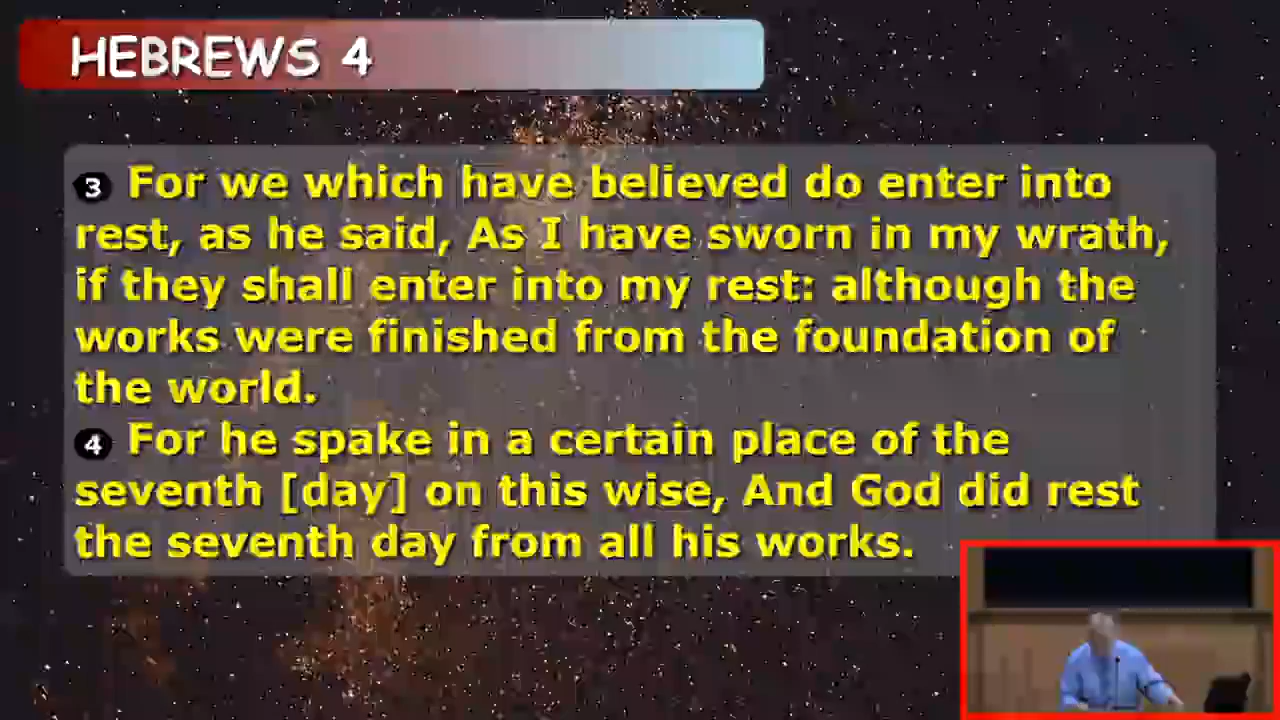 HEBREWS 4
3 For we which have believed do enter into
rest, as he said, As I have sworn in my wrath,
if they shall enter into my rest: although the
works were finished from the foundation of
the world.
4 For he spake in a certain place of the
seventh [day] on this wise, And God did rest
the seventh day from all his works.